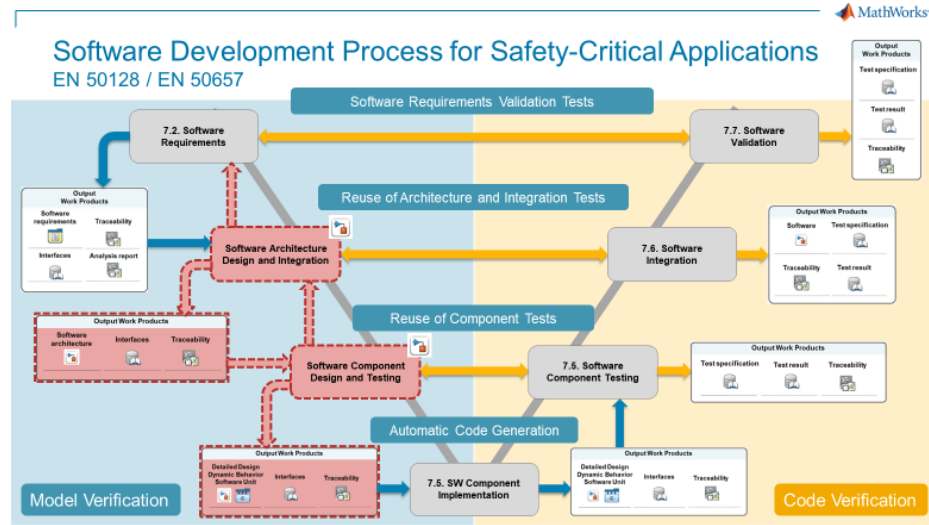 MathWorks
Software Development Process for Safety-Critical Applications
EN 50128 / EN 50657
Output
Work Products
Test specification
Test result
Traceability
Software Requirements Validation Tests
7.2. Software
Requirements
7.7. Software
Validation
Output
Work Products
Software
requirements
Traceability
Interfaces
Analysis report
Reuse of Architecture and Integration Tests
Software Architecture
Design and Integration
7.6. Software
Integration
Output Work Products
Software
Test specification
Traceability
Test result
Output Work Products
Software
architecture
Interfaces
Traceability
Reuse of Component Tests
Software Component
Design and Testing
7.5. Software
Component Testing
Output Work Products
Test specification
Test result
Traceability
Automatic Code Generation
Output Work Products
Detailed Design
Dynamic Behavior
Software Unit
Interfaces
Traceability
7.5. SW Component
Implementation
Output Work Products
Detailed Design
Dynamic Behavior
Software Unit
Interfaces
Traceability
Model Verification
Code Verification